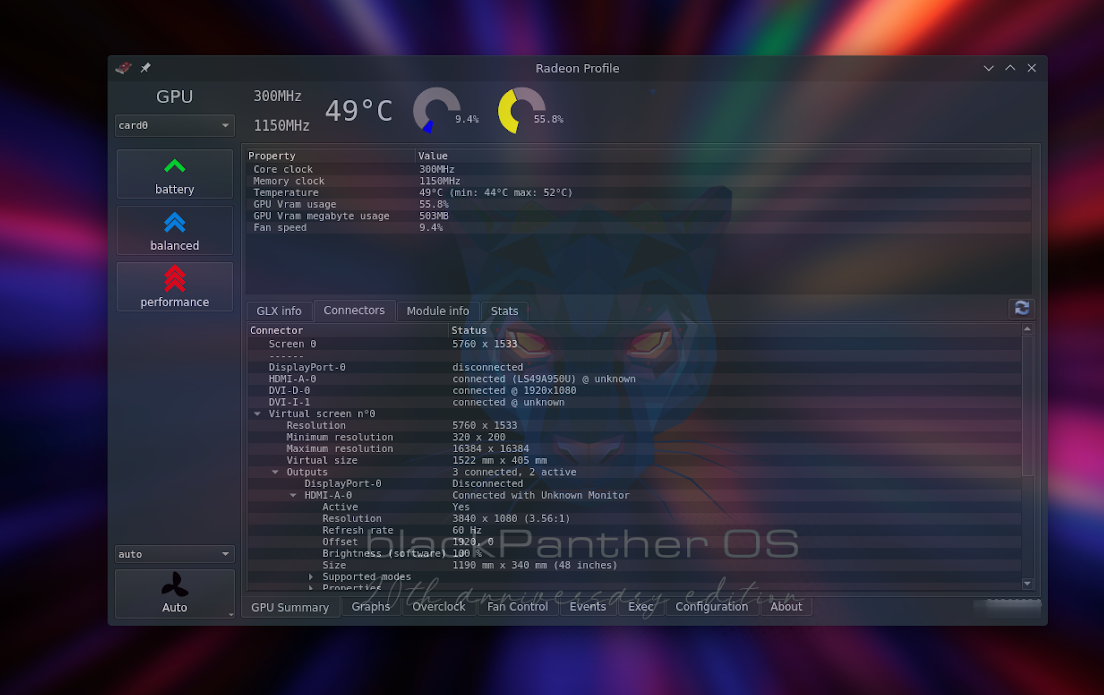 Radeon Profile
GPU
300MHz
1150MHz
49°C
9.4%
55.8%
card0
battery
balanced
performance
auto
Auto
Property Value
Core clock 300MHz
Memory clock 1150MHz
Temperature 49°C (min: 44°C max: 52°C)
GPU Vram usage 55.8%
GPU Vram megabyte usage 503MB
Fan speed 9.4%
GLX info Connectors Module info Stats
Connector Status
Screen 0 5760 x 1533
------
DisplayPort-0 disconnected
HDMI-A-0 connected (LS49A950U) @ unknown
DVI-D-0 connected @ 1920x1080
DVI-I-1 connected @ unknown
Virtual screen n°0
Resolution 5760 x 1533
Minimum resolution 320 x 200
Maximum resolution 16384 x 16384
Virtual size 1522 mm x 405 mm
Outputs 3 connected, 2 active
DisplayPort-0 Disconnected
HDMI-A-0 Connected with Unknown Monitor
Active Yes
Resolution 3840 x 1080 (3.56:1)
Refresh rate 60 Hz
Offset 1920, 0
Brightness (software) 100 %
Size 1190 mm x 340 mm (48 inches)
Supported modes
Properties
blackPanther OS
20th anniversary edition
GPU Summary Graphs Overclock Fan Control Events Exec Configuration About